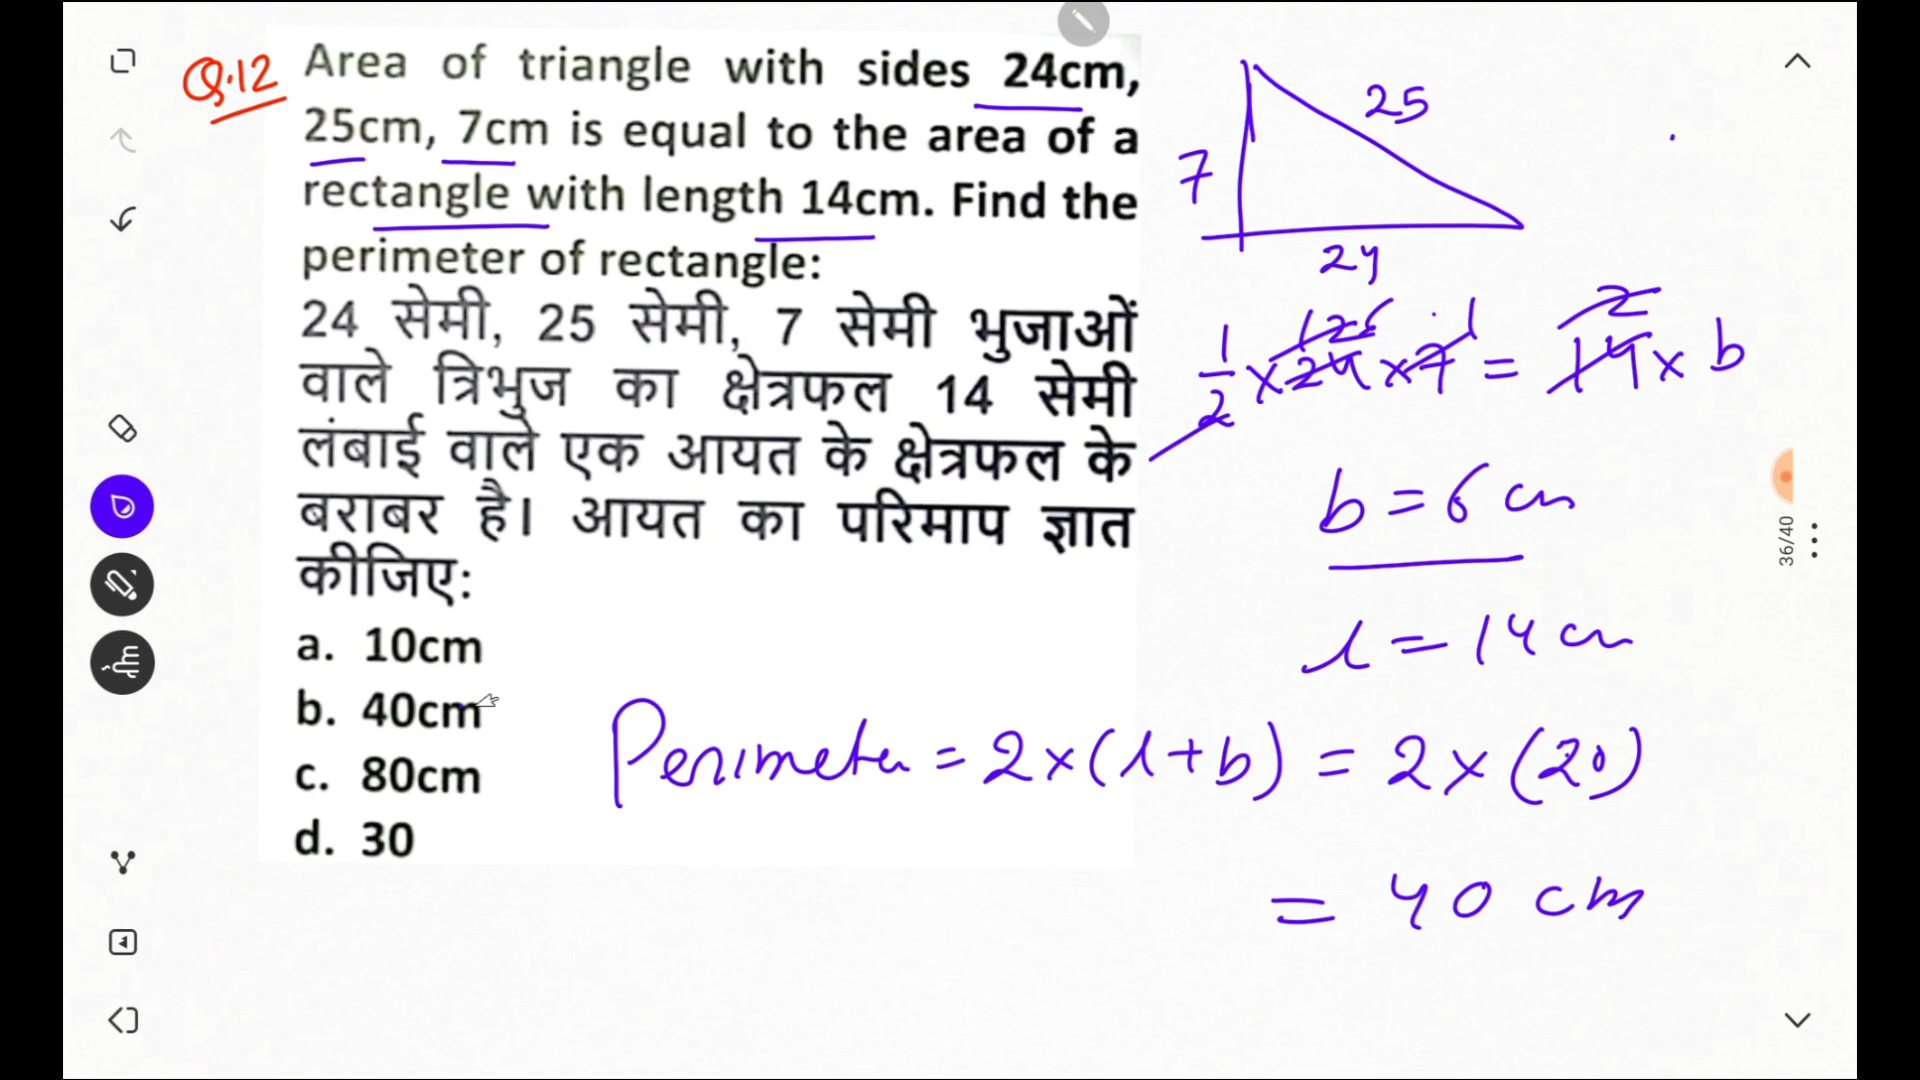 Q.12
Area of triangle with sides 24cm,
25cm, 7cm is equal to the area of a
rectangle with length 14cm. Find the
perimeter of rectangle:
24 सेमी, 25 सेमी, 7 सेमी भुजाओं
वाले त्रिभुज का क्षेत्रफल 14 सेमी
लंबाई वाले एक आयत के क्षेत्रफल के
बराबर है। आयत का परिमाप ज्ञात
कीजिए:
a. 10cm
b. 40cm
c. 80cm
d. 30
25
7
24
1/2 × 24 × 7 = 14 × b
b = 6 cm
l = 14 cm
Perimeter = 2 × (l + b) = 2 × (20)
= 40 cm
36/40